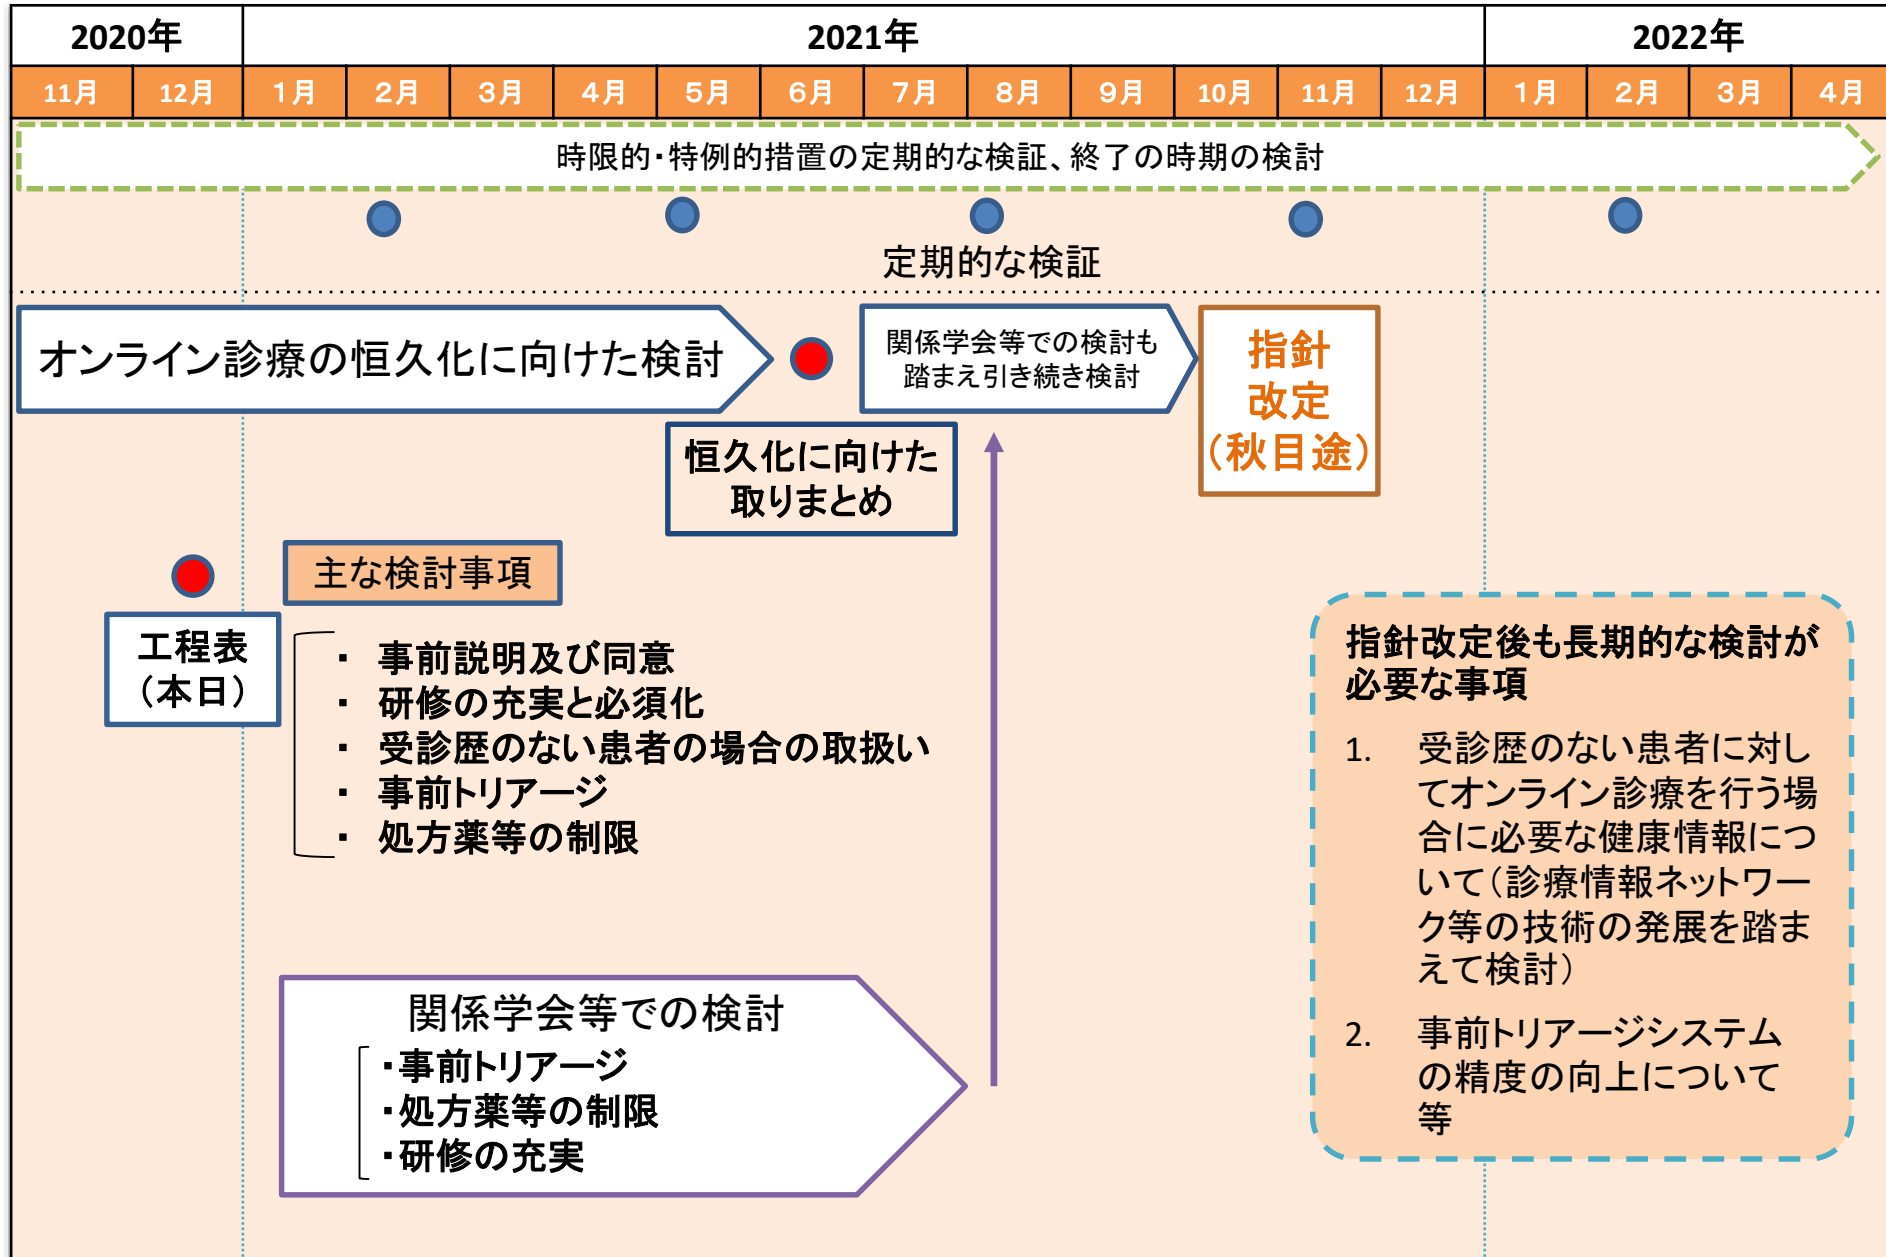 2020年 2021年 2022年
11月 12月 1月 2月 3月 4月 5月 6月 7月 8月 9月 10月 11月 12月 1月 2月 3月 4月
時限的・特例的措置の定期的な検証、終了の時期の検討
定期的な検証
オンライン診療の恒久化に向けた検討
関係学会等での検討も
踏まえ引き続き検討
指針
改定
（秋目途）
恒久化に向けた
取りまとめ
工程表
（本日）
主な検討事項
・ 事前説明及び同意
・ 研修の充実と必須化
・ 受診歴のない患者の場合の取扱い
・ 事前トリアージ
・ 処方薬等の制限
関係学会等での検討
・事前トリアージ
・処方薬等の制限
・研修の充実
指針改定後も長期的な検討が
必要な事項
1. 受診歴のない患者に対し
てオンライン診療を行う場
合に必要な健康情報につ
いて（診療情報ネットワー
ク等の技術の発展を踏ま
えて検討）
2. 事前トリアージシステム
の精度の向上について
等